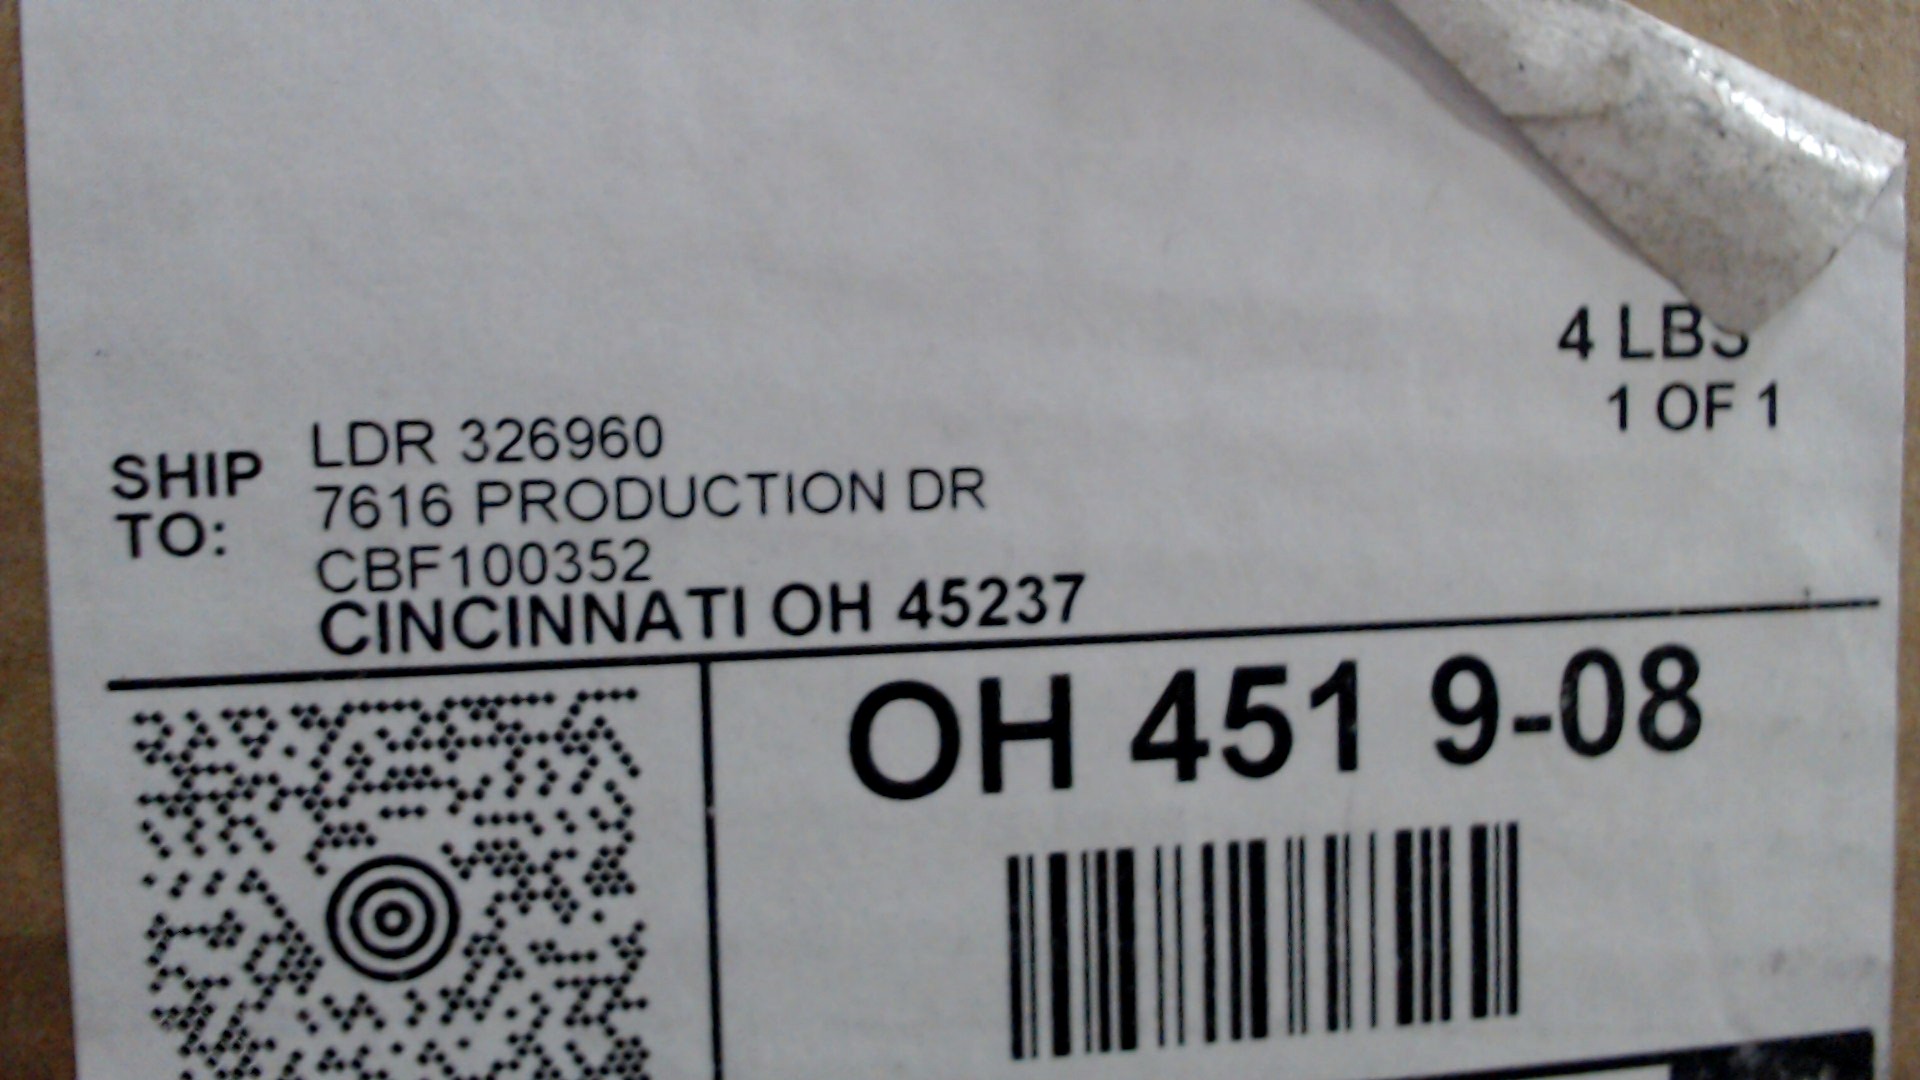 4 LBS
1 OF 1
SHIP TO:
LDR 326960
7616 PRODUCTION DR
CBF100352
CINCINNATI OH 45237
OH 451 9-08